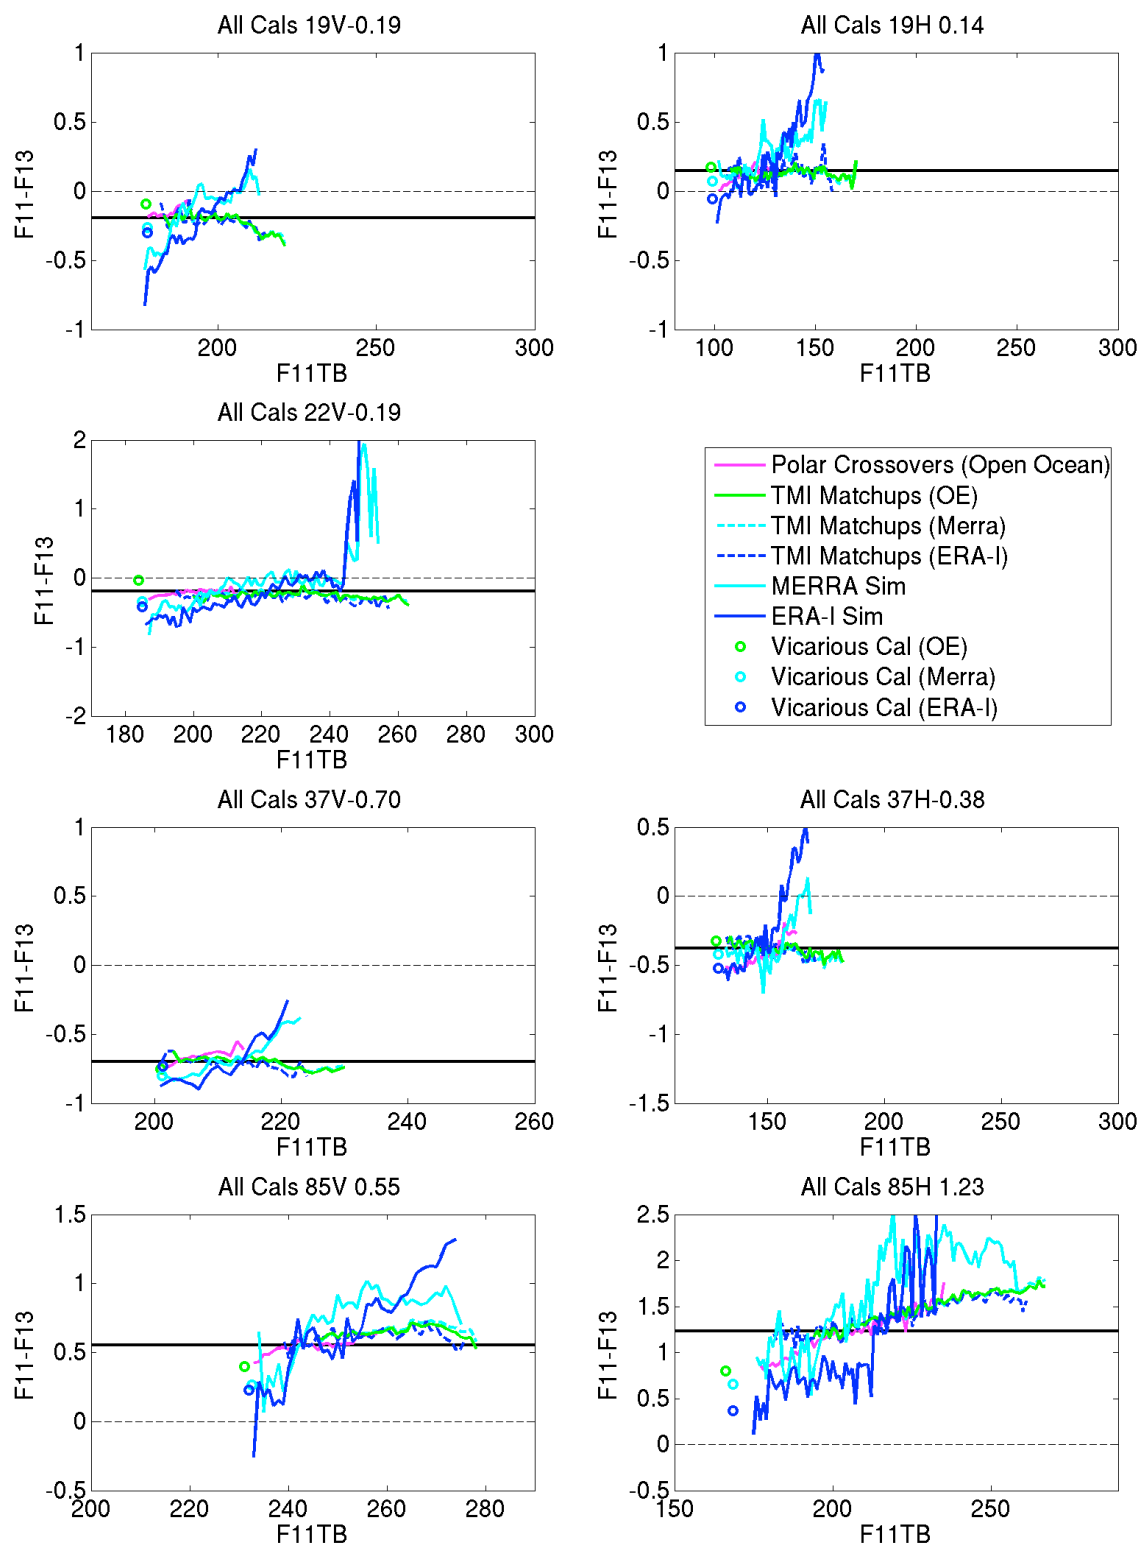 All Cals 19V-0.19
1
0.5
0
-0.5
-1
F11-F13
200
250
300
F11TB
All Cals 19H 0.14
1
0.5
0
-0.5
-1
F11-F13
100
150
200
250
300
F11TB
All Cals 22V-0.19
2
1
0
-1
-2
F11-F13
180
200
220
240
260
280
300
F11TB
Polar Crossovers (Open Ocean)
TMI Matchups (OE)
TMI Matchups (Merra)
TMI Matchups (ERA-I)
MERRA Sim
ERA-I Sim
Vicarious Cal (OE)
Vicarious Cal (Merra)
Vicarious Cal (ERA-I)
All Cals 37V-0.70
1
0.5
0
-0.5
-1
F11-F13
200
220
240
260
F11TB
All Cals 37H-0.38
0.5
0
-0.5
-1
-1.5
F11-F13
150
200
250
300
F11TB
All Cals 85V 0.55
1.5
1
0.5
0
-0.5
F11-F13
200
220
240
260
280
F11TB
All Cals 85H 1.23
2.5
2
1.5
1
0.5
0
-0.5
F11-F13
150
200
250
F11TB